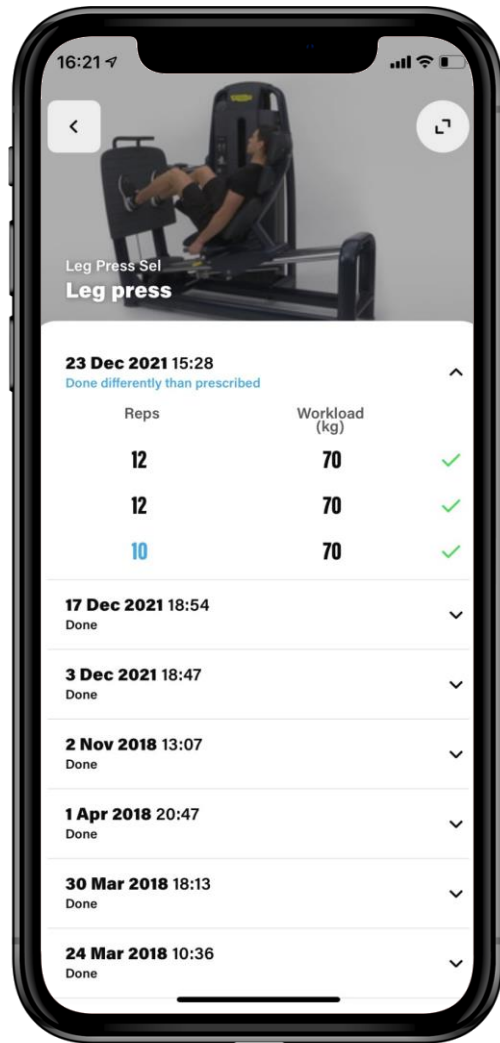 16:21
Leg Press Sel
Leg press
23 Dec 2021 15:28
Done differently than prescribed
Reps Workload
(kg)
12 70
12 70
10 70
17 Dec 2021 18:54
Done
3 Dec 2021 18:47
Done
2 Nov 2018 13:07
Done
1 Apr 2018 20:47
Done
30 Mar 2018 18:13
Done
24 Mar 2018 10:36
Done